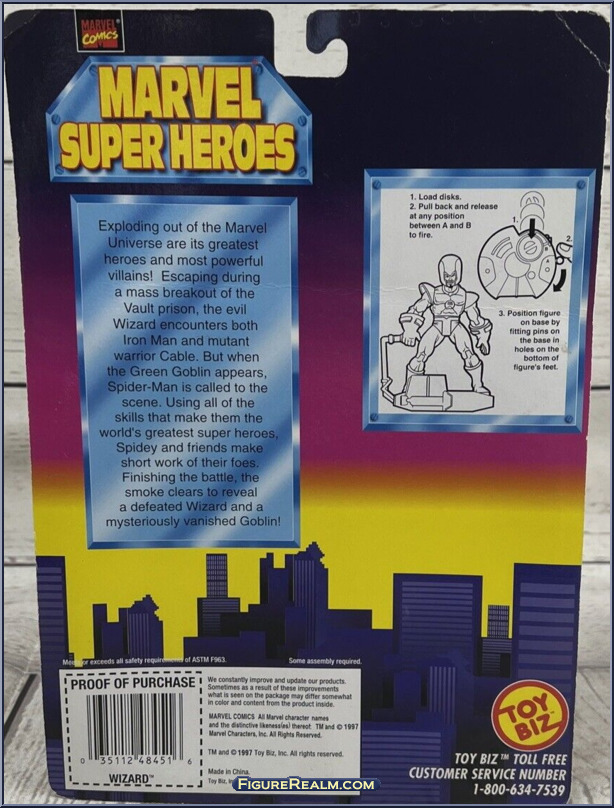 MARVEL
COMICS
MARVEL
SUPER HEROES
Exploding out of the Marvel
Universe are its greatest
heroes and most powerful
villains! Escaping during
a mass breakout of the
Vault prison, the evil
Wizard encounters both
Iron Man and mutant
warrior Cable. But when
the Green Goblin appears,
Spider-Man is called to the
scene. Using all of the
skills that make them the
world's greatest super heroes,
Spidey and friends make
short work of their foes.
Finishing the battle, the
smoke clears to reveal
a defeated Wizard and a
mysteriously vanished Goblin!
1. Load disks.
2. Pull back and release
at any position
between A and B
to fire.
1.
2.
B
A
3. Position figure
on base by
fitting pins on
the base in
holes on the
bottom of
figure's feet.
Meets or exceeds all safety requirements of ASTM F963.
Some assembly required.
PROOF OF PURCHASE
0 35112 48451 6
WIZARD™
We constantly improve and update our products.
Sometimes as a result of these improvements
what is seen on the package may differ somewhat
in color and content from the product inside.
MARVEL COMICS All Marvel character names
and the distinctive likeness(es) thereof: TM and © 1997
Marvel Characters, Inc. All Rights Reserved.
TM and © 1997 Toy Biz, Inc. All rights reserved.
Made in China.
Toy Biz,
TOY
BIZ
TOY BIZ™ TOLL FREE
CUSTOMER SERVICE NUMBER
1-800-634-7539
FIGUREREALM.COM